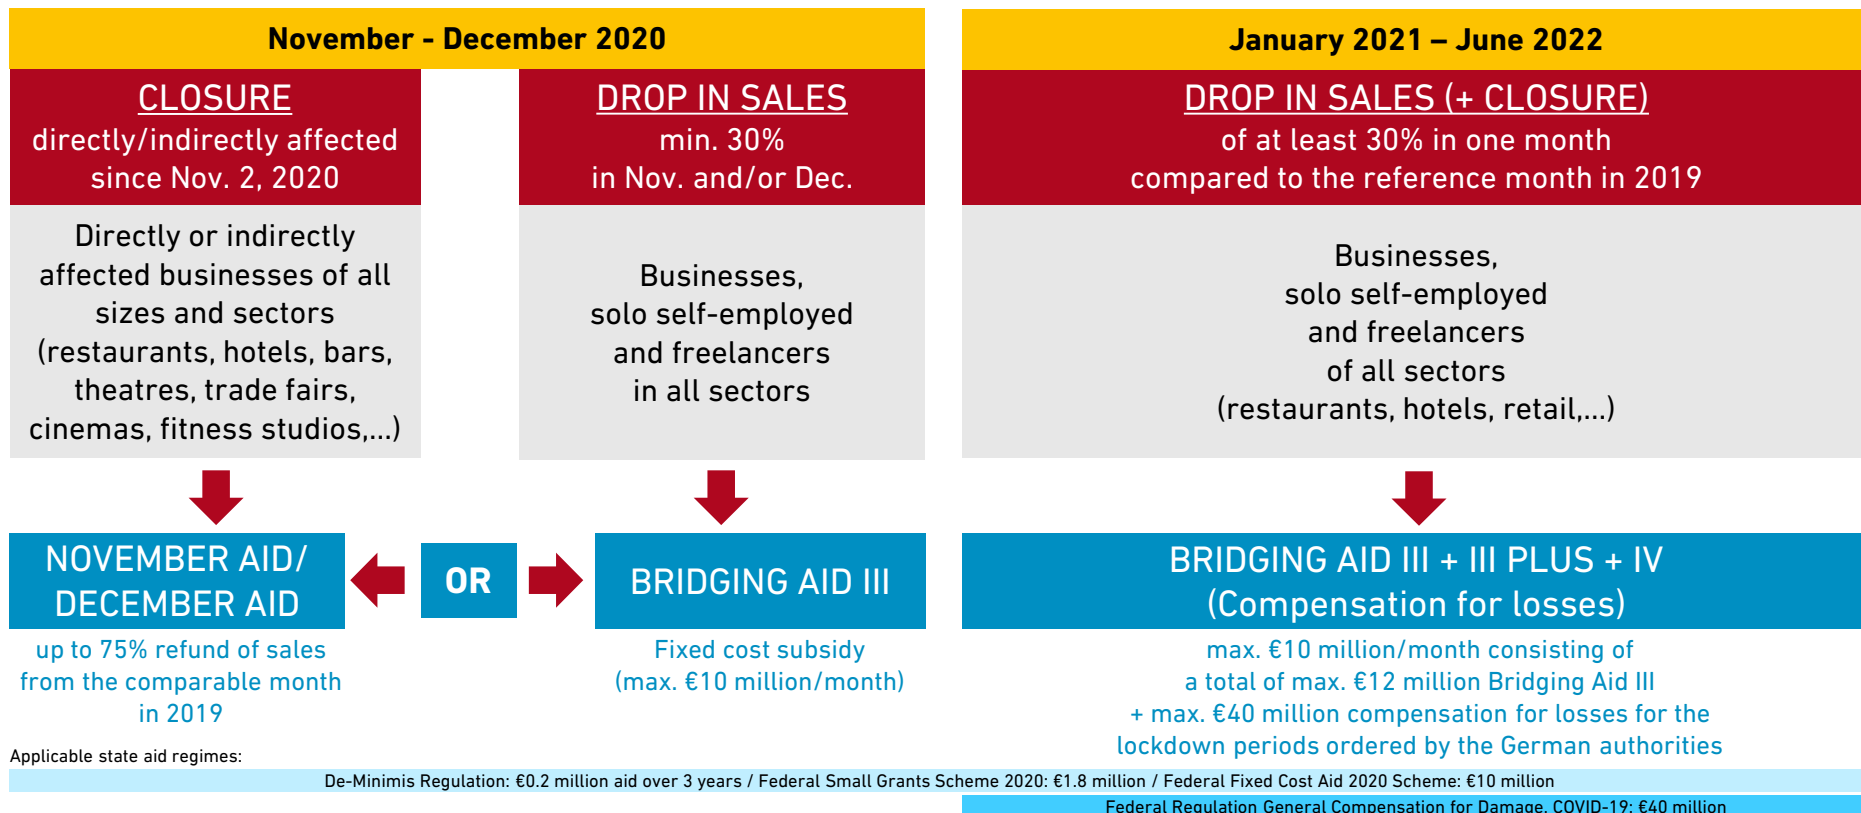 November - December 2020
CLOSURE
directly/indirectly affected
since Nov. 2, 2020
Directly or indirectly
affected businesses of all
sizes and sectors
(restaurants, hotels, bars,
theatres, trade fairs,
cinemas, fitness studios,...)
NOVEMBER AID/
DECEMBER AID
up to 75% refund of sales
from the comparable month
in 2019
OR
DROP IN SALES
min. 30%
in Nov. and/or Dec.
Businesses,
solo self-employed
and freelancers
in all sectors
BRIDGING AID III
Fixed cost subsidy
(max. €10 million/month)
January 2021 – June 2022
DROP IN SALES (+ CLOSURE)
of at least 30% in one month
compared to the reference month in 2019
Businesses,
solo self-employed
and freelancers
of all sectors
(restaurants, hotels, retail,...)
BRIDGING AID III + III PLUS + IV
(Compensation for losses)
max. €10 million/month consisting of
a total of max. €12 million Bridging Aid III
+ max. €40 million compensation for losses for the
lockdown periods ordered by the German authorities
Applicable state aid regimes:
De-Minimis Regulation: €0.2 million aid over 3 years / Federal Small Grants Scheme 2020: €1.8 million / Federal Fixed Cost Aid 2020 Scheme: €10 million
Federal Regulation General Compensation for Damage, COVID-19: €40 million